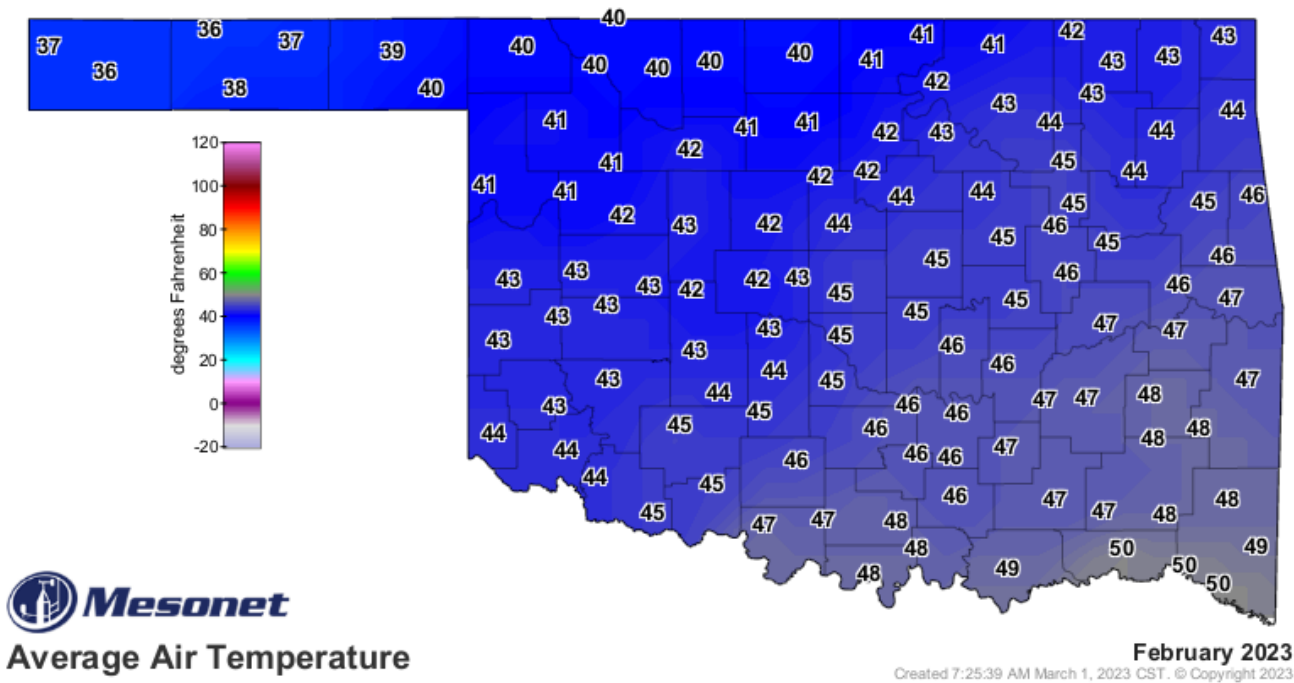 40
36 42 43
37 37 39 40 41 41
40 41 43 43
36 40 40 40 43
38 40 42 43
120 41 41 41 42 43 43 44 44 44
100 41 42 42 42 45 44
41 41 44 44 45 45 46
80 42 43 42 44 46
45 45 46
60 43 43 43 42 42 43 45 45 46 46 47
40 43 43 43 45 45 45 47 47
43 43 46
20 43 44 45 46 47
0 43 44 45 46 46 47 47 48
44 45 46 47 48 48
-20 44 46 46 46
44 45 46 47 48
45 47 47 48 47 48
48 48 49 50 50 49
50
degrees Fahrenheit
Mesonet
Average Air Temperature
February 2023
Created 7:25:39 AM March 1, 2023 CST. © Copyright 2023